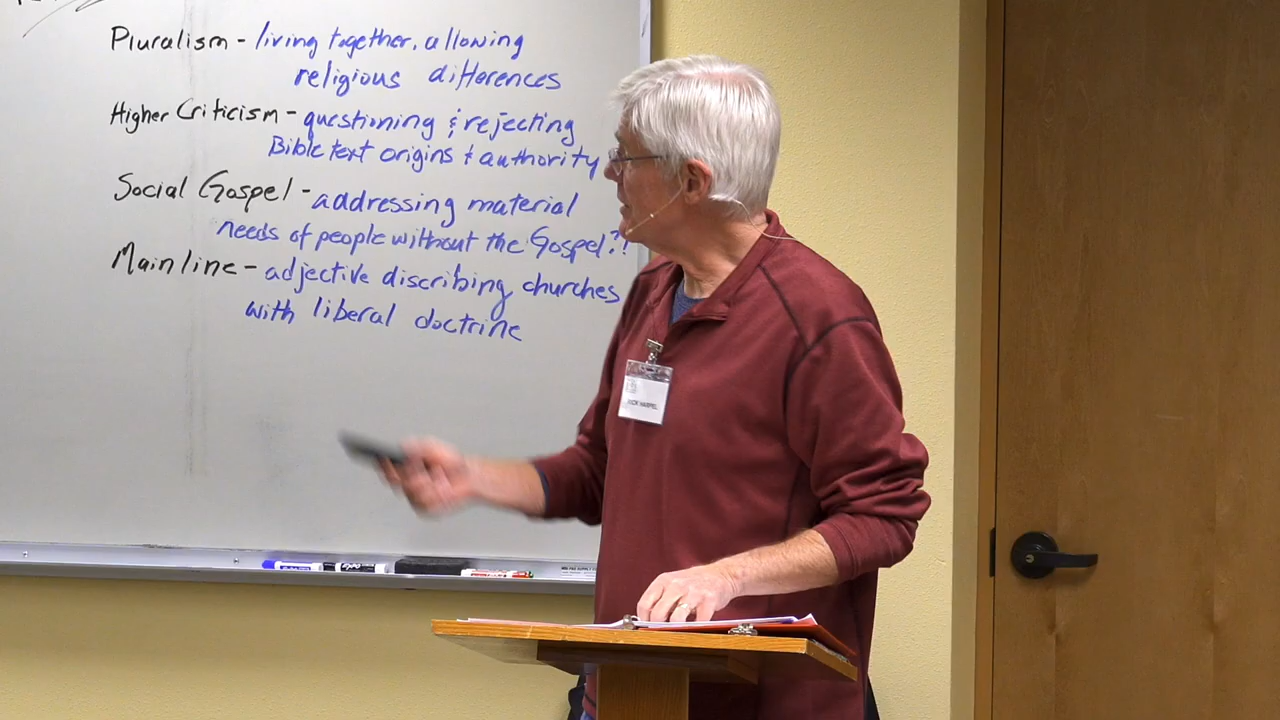 Pluralism - living together, allowing
religious differences
Higher Criticism - questioning & rejecting
Bible text origins & authority
Social Gospel - addressing material
needs of people without the Gospel?!
Mainline - adjective discribing churches
with liberal doctrine